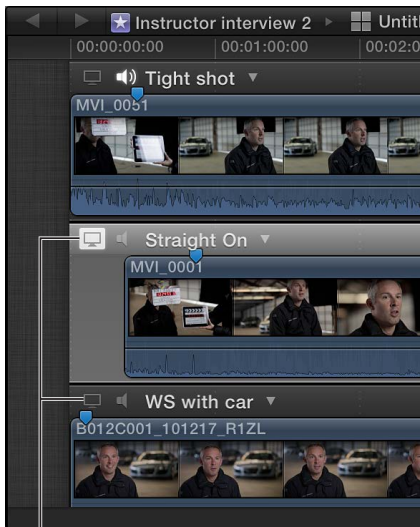 Instructor interview 2 Untitl
00:00:00:00 00:01:00:00 00:02:0
Tight shot
MVI_0051
Straight On
MVI_0001
WS with car
B012C001_101217_R1ZL